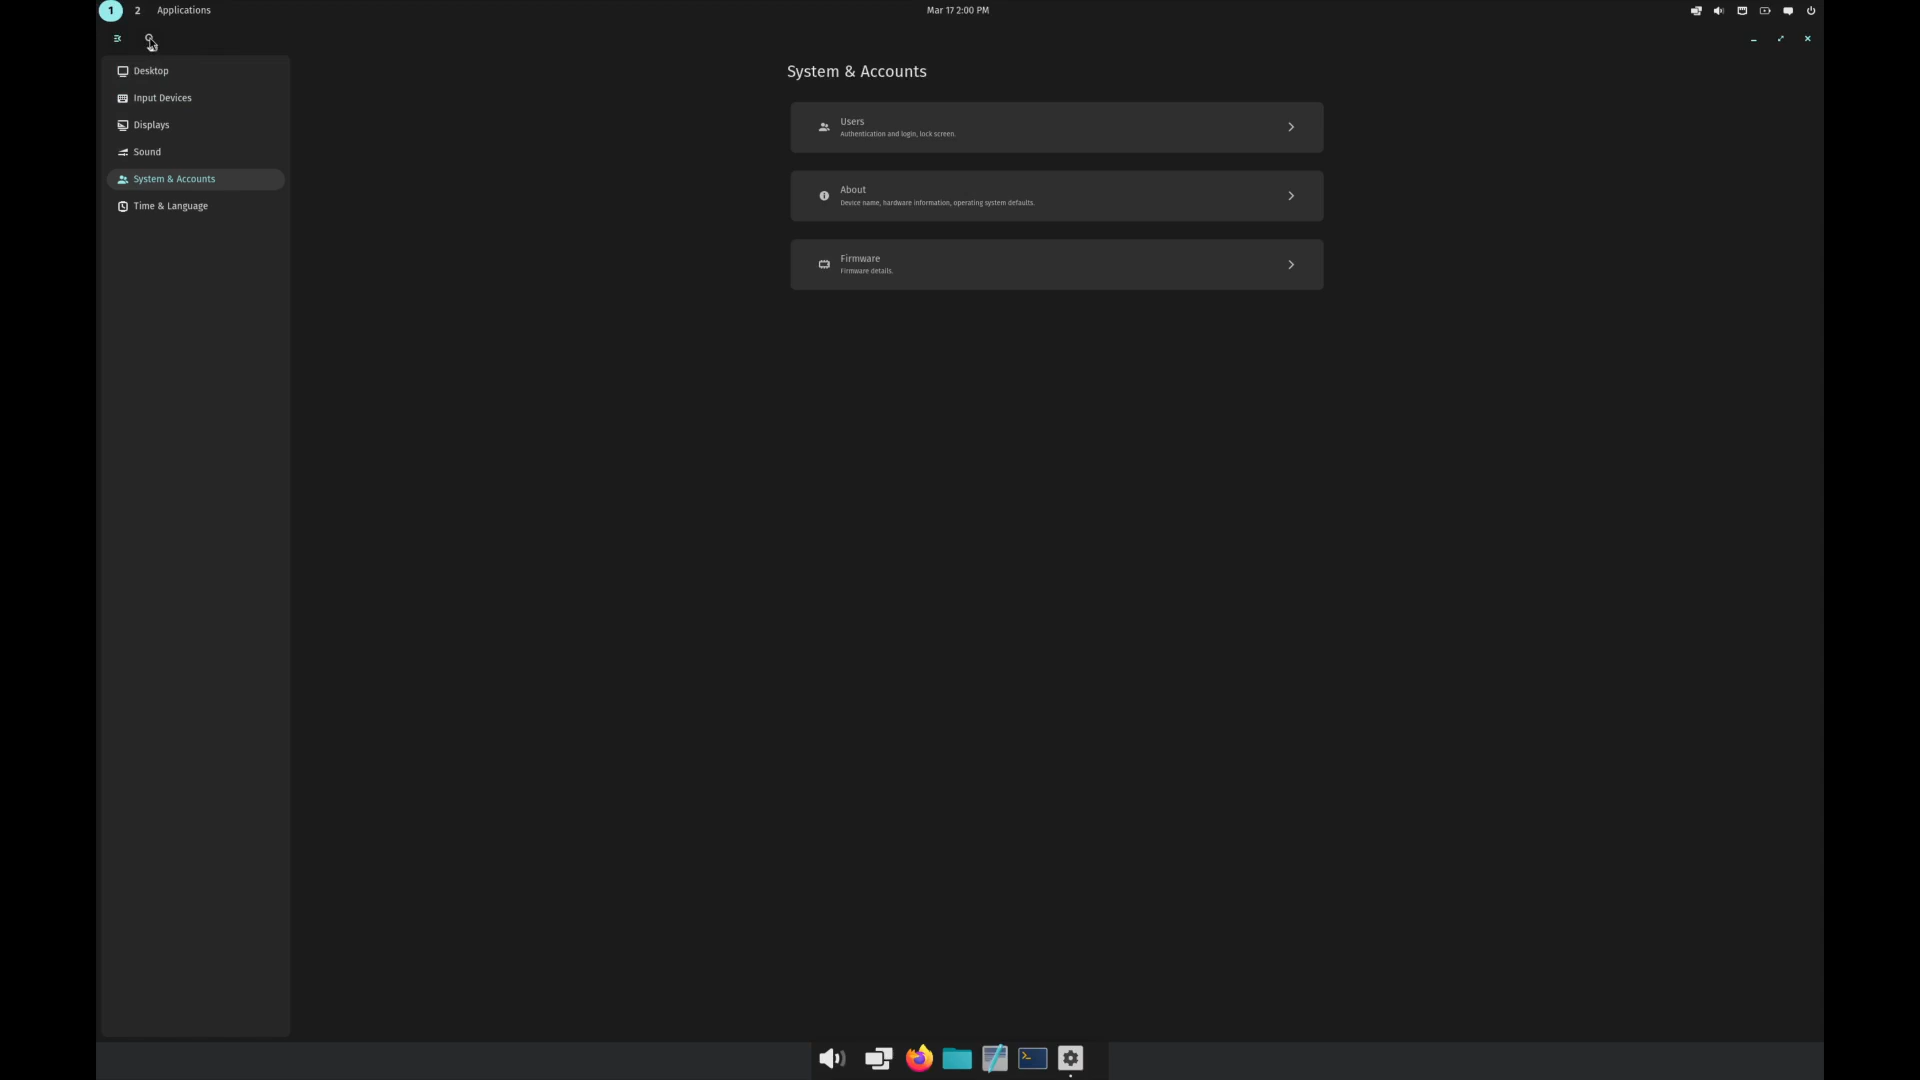 1 2 Applications Mar 17 2:00 PM
Desktop
Input Devices
Displays
Sound
System & Accounts
Time & Language
System & Accounts
Users
Authentication and login, lock screen.
About
Device name, hardware information, operating system defaults.
Firmware
Firmware details.